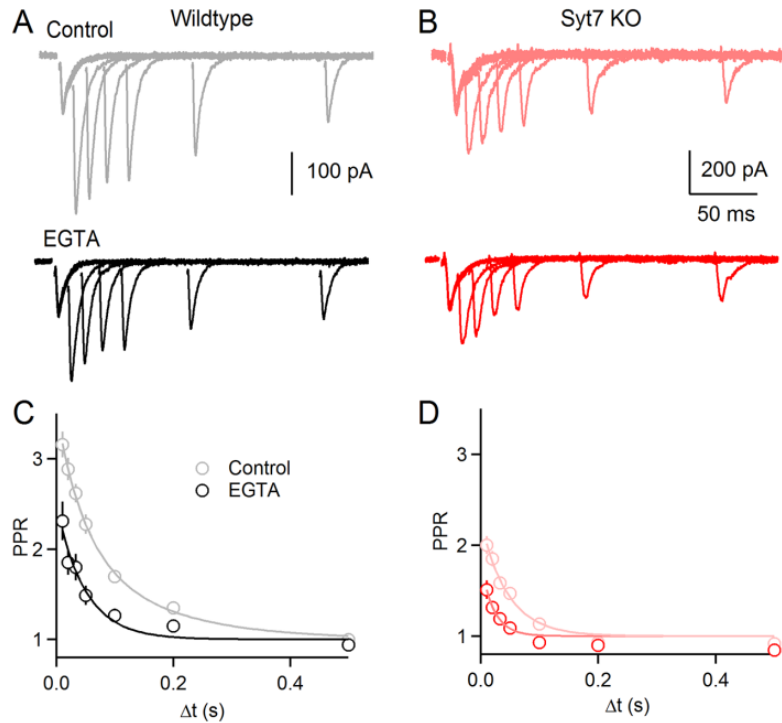 A
Wildtype
Control
100 pA
EGTA
B
Syt7 KO
200 pA
50 ms
C
3
2
1
PPR
Control
EGTA
0.0
0.2
0.4
Δt (s)
D
3
2
1
PPR
0.0
0.2
0.4
Δt (s)